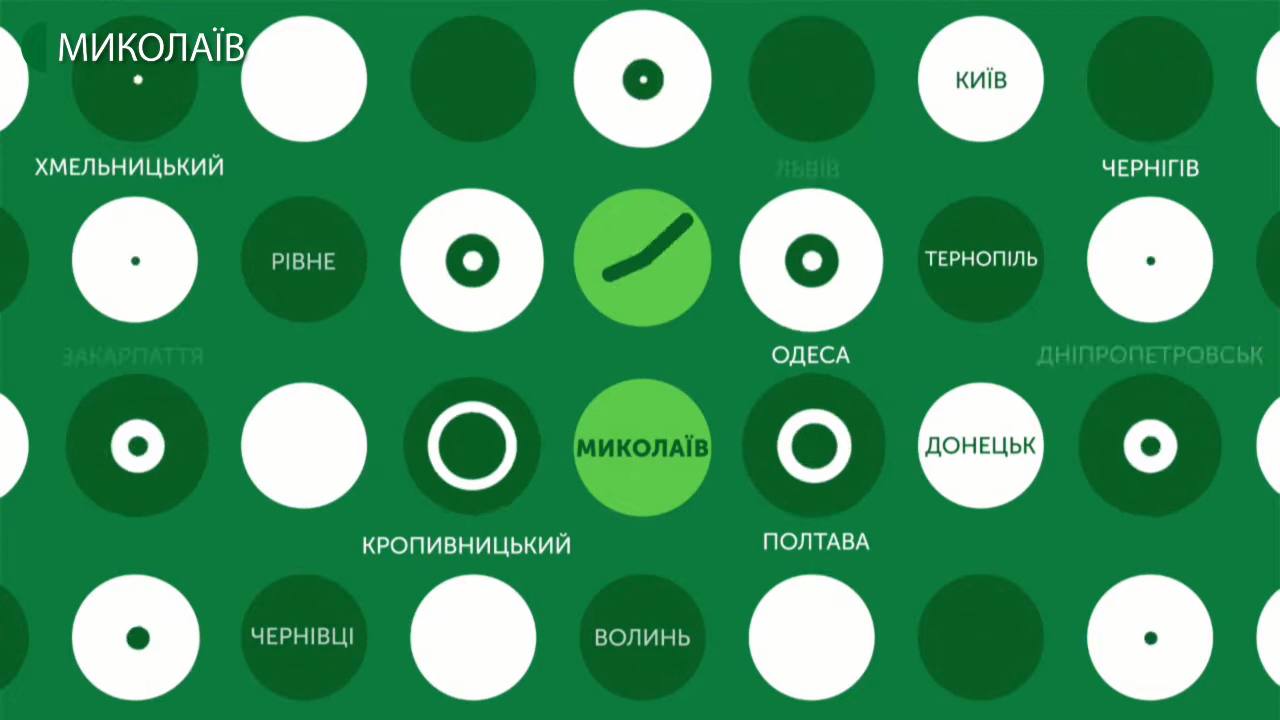 МИКОЛАЇВ
КИЇВ
ХМЕЛЬНИЦЬКИЙ
ЛЬВІВ
ЧЕРНІГІВ
РІВНЕ
ТЕРНОПІЛЬ
ЗАКАРПАТТЯ
ОДЕСА
ДНІПРОПЕТРОВСЬК
МИКОЛАЇВ
ДОНЕЦЬК
КРОПИВНИЦЬКИЙ
ПОЛТАВА
ЧЕРНІВЦІ
ВОЛИНЬ